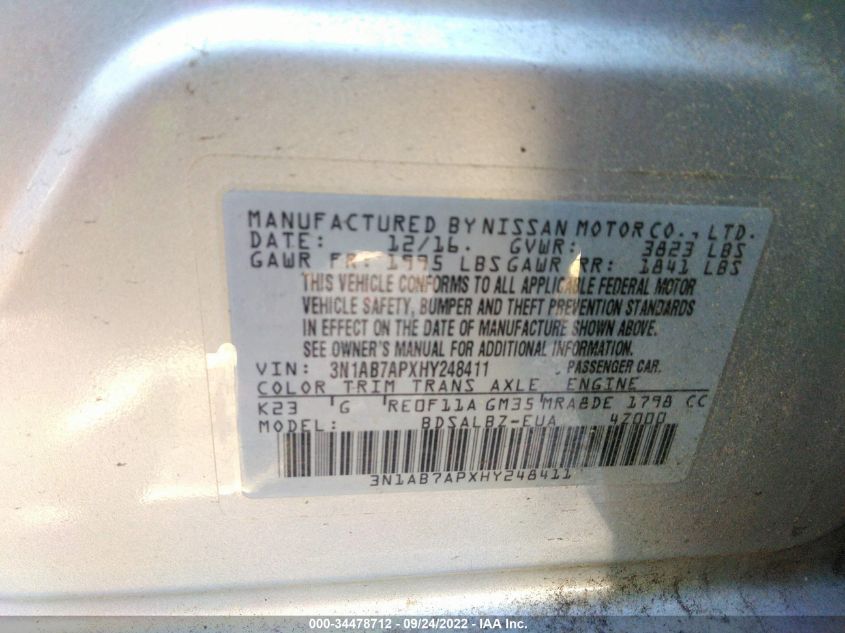 MANUFACTURED BY NISSAN MOTOR CO., LTD.
DATE: 12/16. GVWR: 3823 LBS
GAWR FR: 1995 LBS GAWR RR: 1841 LBS
THIS VEHICLE CONFORMS TO ALL APPLICABLE FEDERAL MOTOR
VEHICLE SAFETY, BUMPER AND THEFT PREVENTION STANDARDS
IN EFFECT ON THE DATE OF MANUFACTURE SHOWN ABOVE.
SEE OWNER'S MANUAL FOR ADDITIONAL INFORMATION.
VIN: 3N1AB7APXHY248411 PASSENGER CAR.
COLOR TRIM TRANS AXLE ENGINE
K23 G RE0F11A GM35 MRA8DE 1798 CC
MODEL: BDSALBZ-EUA 47000
3N1AB7APXHY248411
000-34478712 - 09/24/2022 - IAA Inc.